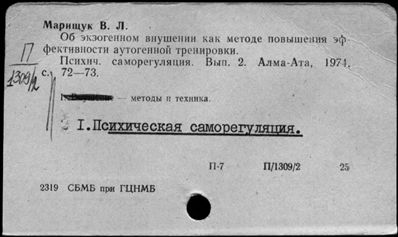 Марищук В. Л.
Об экзогенном внушении как методе повышения эф-
фективности аутогенной тренировки.
Психич. саморегуляция. Вып. 2. Алма-Ата, 1974,
с. 72—73.
П
1309/2
— методы и техника.
I.Психическая саморегуляция.
П-7 П/1309/2 25
2319 СБМБ при ГЦНМБ